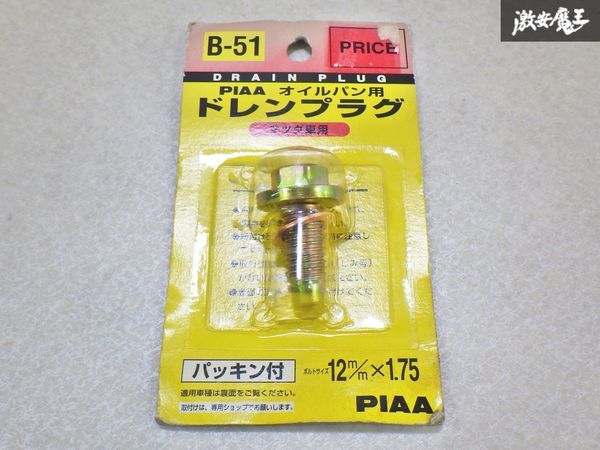 激安魔王
B-51
PRICE
DRAIN PLUG
PIAA オイルパン用
ドレンプラグ
マツダ車用
パッキン付
ボルトサイズ 12m/m×1.75
適用車種は裏面をご覧ください。
取付けは、専用ショップでお願いします。
PIAA